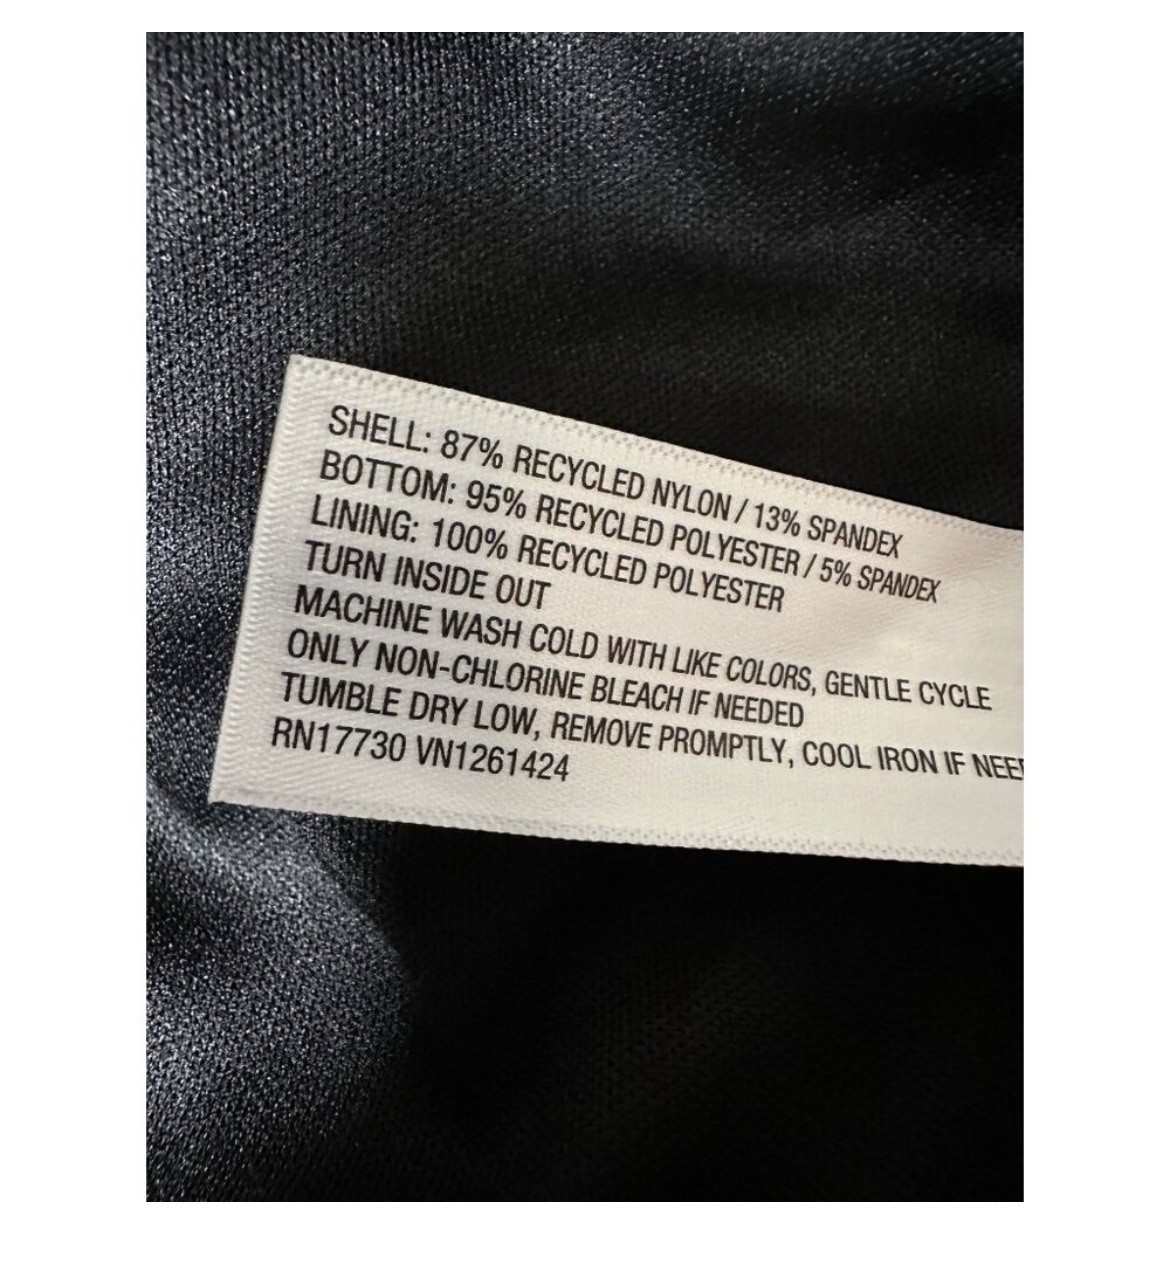 SHELL: 87% RECYCLED NYLON / 13% SPANDEX
BOTTOM: 95% RECYCLED POLYESTER / 5% SPANDEX
LINING: 100% RECYCLED POLYESTER
TURN INSIDE OUT
MACHINE WASH COLD WITH LIKE COLORS, GENTLE CYCLE
ONLY NON-CHLORINE BLEACH IF NEEDED
TUMBLE DRY LOW, REMOVE PROMPTLY, COOL IRON IF
RN17730 VN1261424